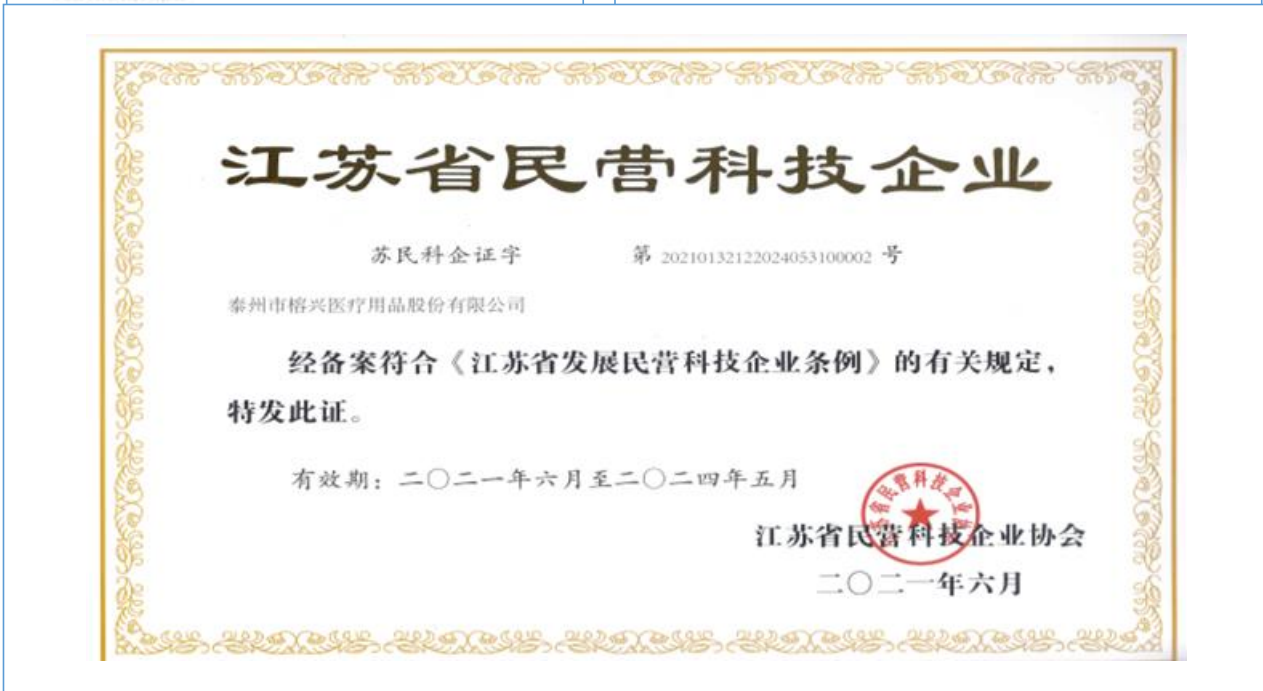 江苏省民营科技企业
苏民科企证字 第 20210132122024053100002 号
泰州市榕兴医疗用品股份有限公司
经备案符合《江苏省发展民营科技企业条例》的有关规定，
特发此证。
有效期：二〇二一年六月至二〇二四年五月
江苏省民营科技企业协会
二〇二一年六月